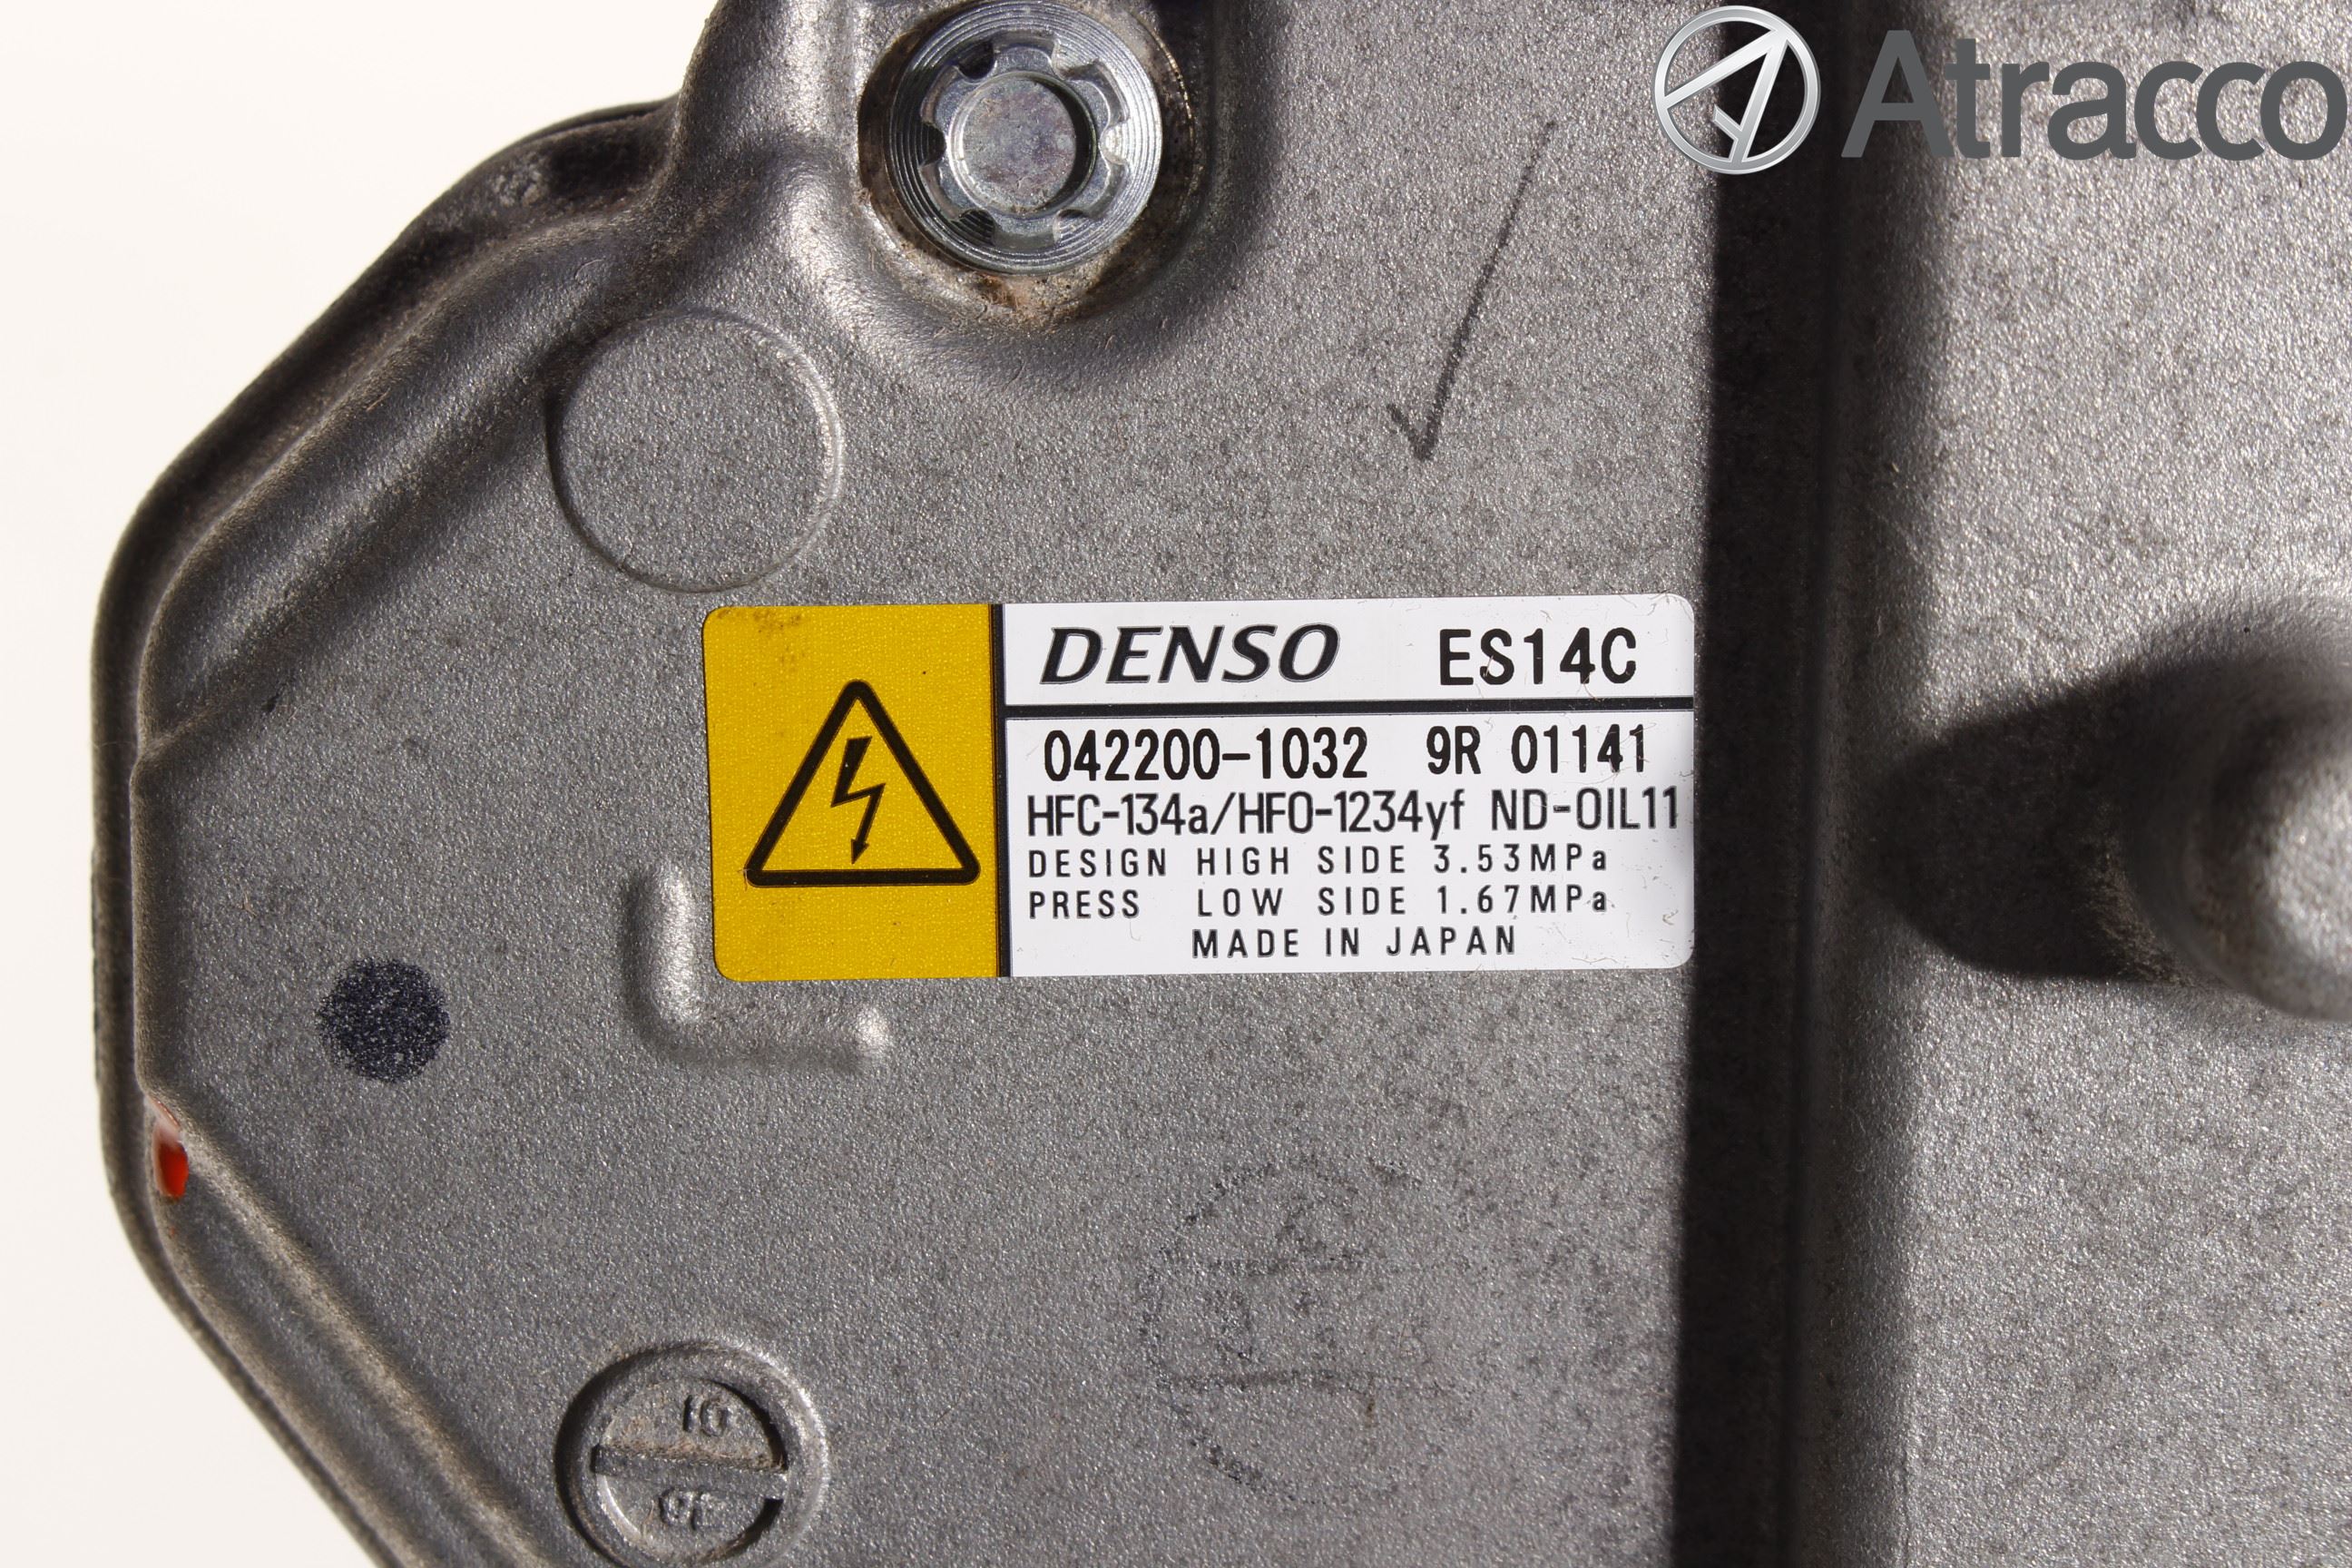 Atracco
DENSO ES14C
042200-1032 9R 01141
HFC-134a/HFO-1234yf ND-OIL11
DESIGN HIGH SIDE 3.53MPa
PRESS LOW SIDE 1.67MPa
MADE IN JAPAN